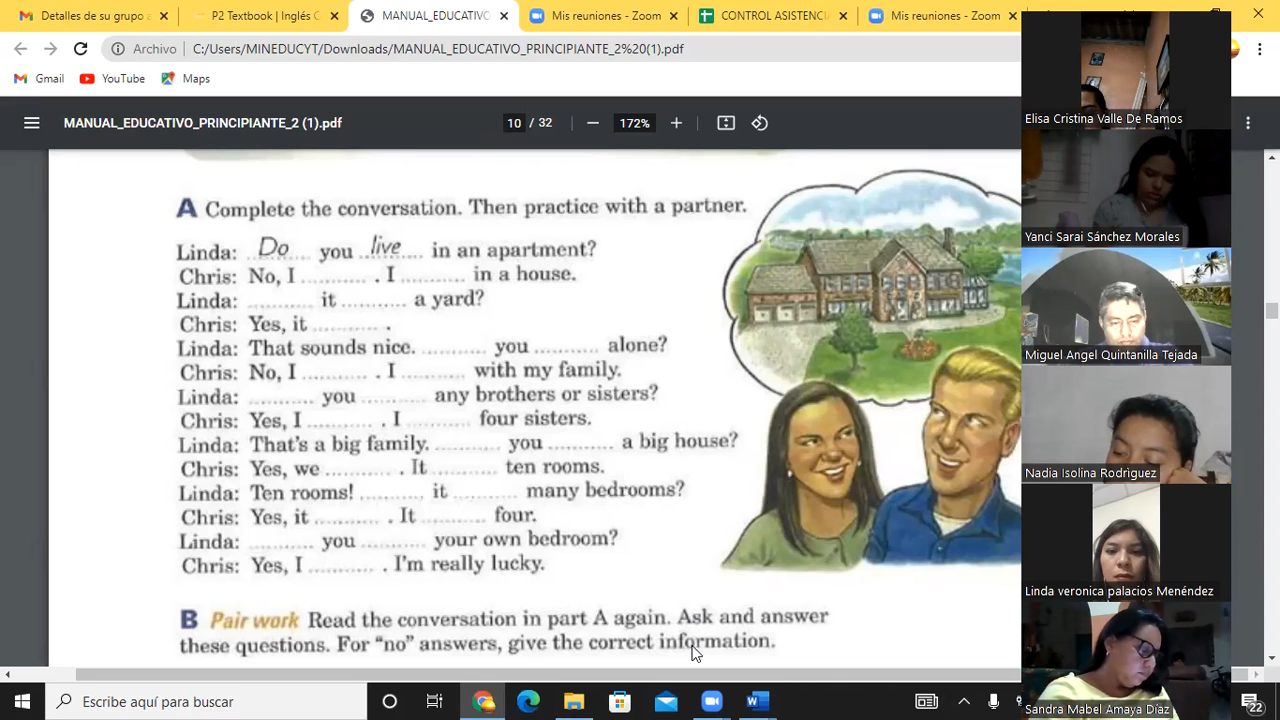 Detalles de su grupo a
P2 Textbook | Inglés C
MANUAL_EDUCATIVO
Mis reuniones - Zoom
CONTROL ASISTENCIA
Mis reuniones - Zoom
Archivo
C:/Users/MINEDUCYT/Downloads/MANUAL_EDUCATIVO_PRINCIPIANTE_2%20(1).pdf
Gmail
YouTube
Maps
MANUAL_EDUCATIVO_PRINCIPIANTE_2 (1).pdf
10 / 32
172%
A Complete the conversation. Then practice with a partner.
Linda: Do you live in an apartment?
Chris: No, I .......... . I .......... in a house.
Linda: .......... it .......... a yard?
Chris: Yes, it .......... .
Linda: That sounds nice. .......... you .......... alone?
Chris: No, I .......... . I .......... with my family.
Linda: .......... you .......... any brothers or sisters?
Chris: Yes, I .......... . I .......... four sisters.
Linda: That's a big family. .......... you .......... a big house?
Chris: Yes, we .......... . It .......... ten rooms.
Linda: Ten rooms! .......... it .......... many bedrooms?
Chris: Yes, it .......... . It .......... four.
Linda: .......... you .......... your own bedroom?
Chris: Yes, I .......... . I'm really lucky.
B Pair work Read the conversation in part A again. Ask and answer
these questions. For "no" answers, give the correct information.
Elisa Cristina Valle De Ramos
Yanci Sarai Sánchez Morales
Miguel Angel Quintanilla Tejada
Nadia Isolina Rodriguez
Linda veronica palacios Menéndez
Sandra Mabel Amaya Díaz
Escribe aquí para buscar
22